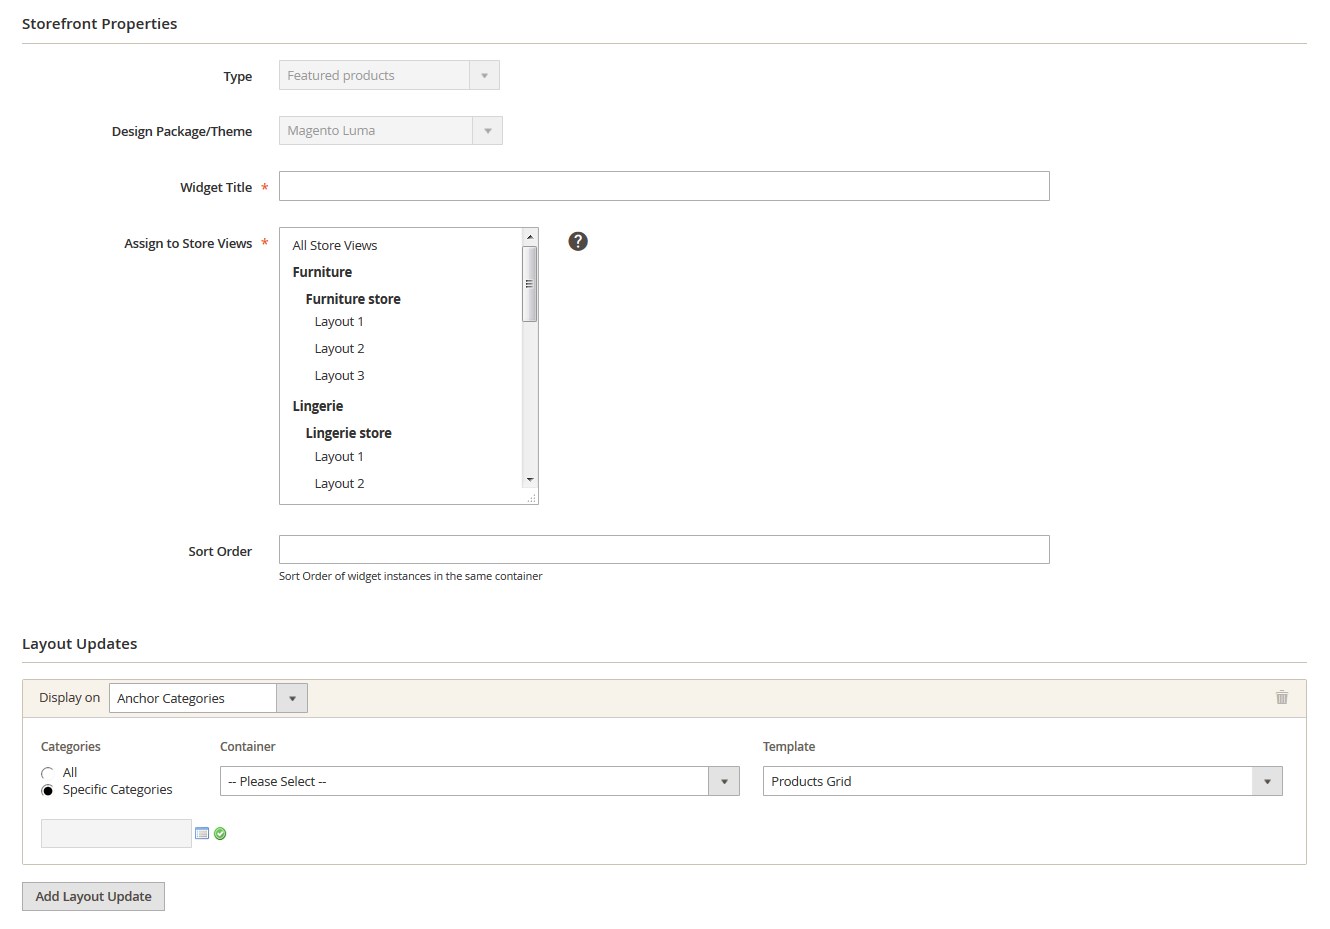 Storefront Properties
Type
Featured products
Design Package/Theme
Magento Luma
Widget Title *
Assign to Store Views *
All Store Views
Furniture
Furniture store
Layout 1
Layout 2
Layout 3
Lingerie
Lingerie store
Layout 1
Layout 2
?
Sort Order
Sort Order of widget instances in the same container
Layout Updates
Display on Anchor Categories
Categories Container Template
All
Specific Categories
-- Please Select --
Products Grid
Add Layout Update